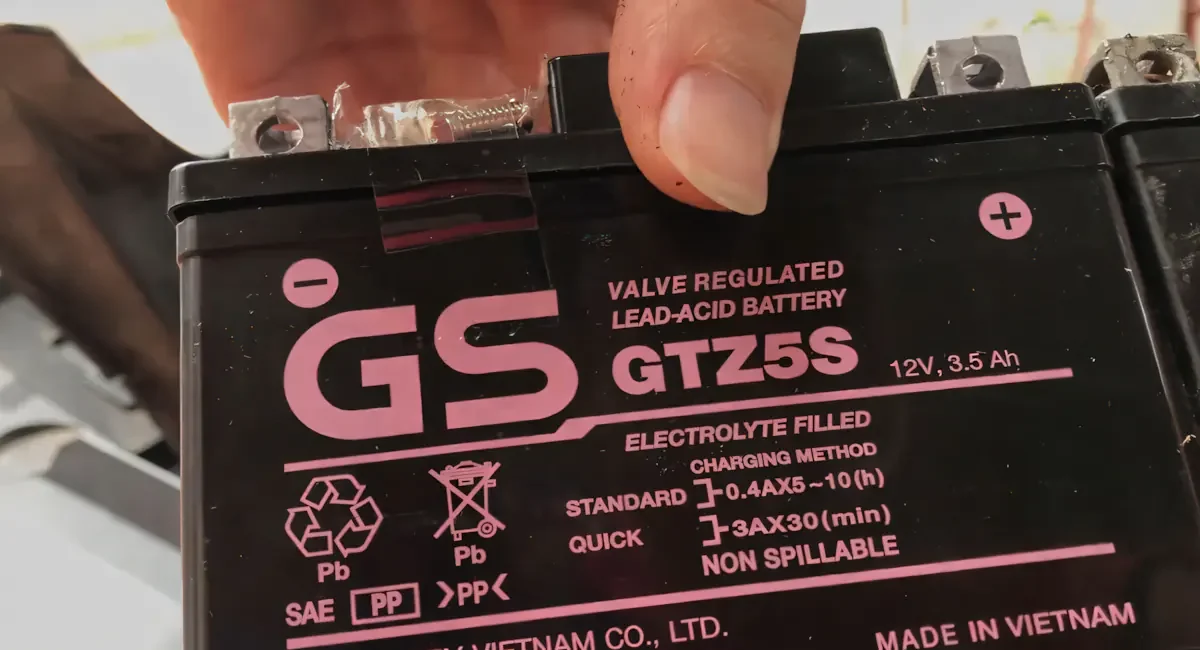 −
+
GS
VALVE REGULATED
LEAD-ACID BATTERY
GTZ5S 12V, 3.5 Ah
ELECTROLYTE FILLED
CHARGING METHOD
STANDARD 0.4AX5~10(h)
QUICK 3AX30(min)
NON SPILLABLE
Pb
Pb
SAE PP >PP<
VIETNAM CO., LTD.
MADE IN VIETNAM